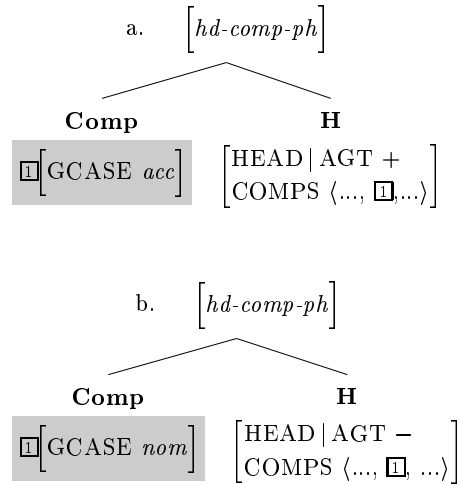 a. [hd-comp-ph]
Comp H
1[GCASE acc] [HEAD | AGT +
COMPS ⟨..., 1,...⟩]
b. [hd-comp-ph]
Comp H
1[GCASE nom] [HEAD | AGT −
COMPS ⟨..., 1, ...⟩]